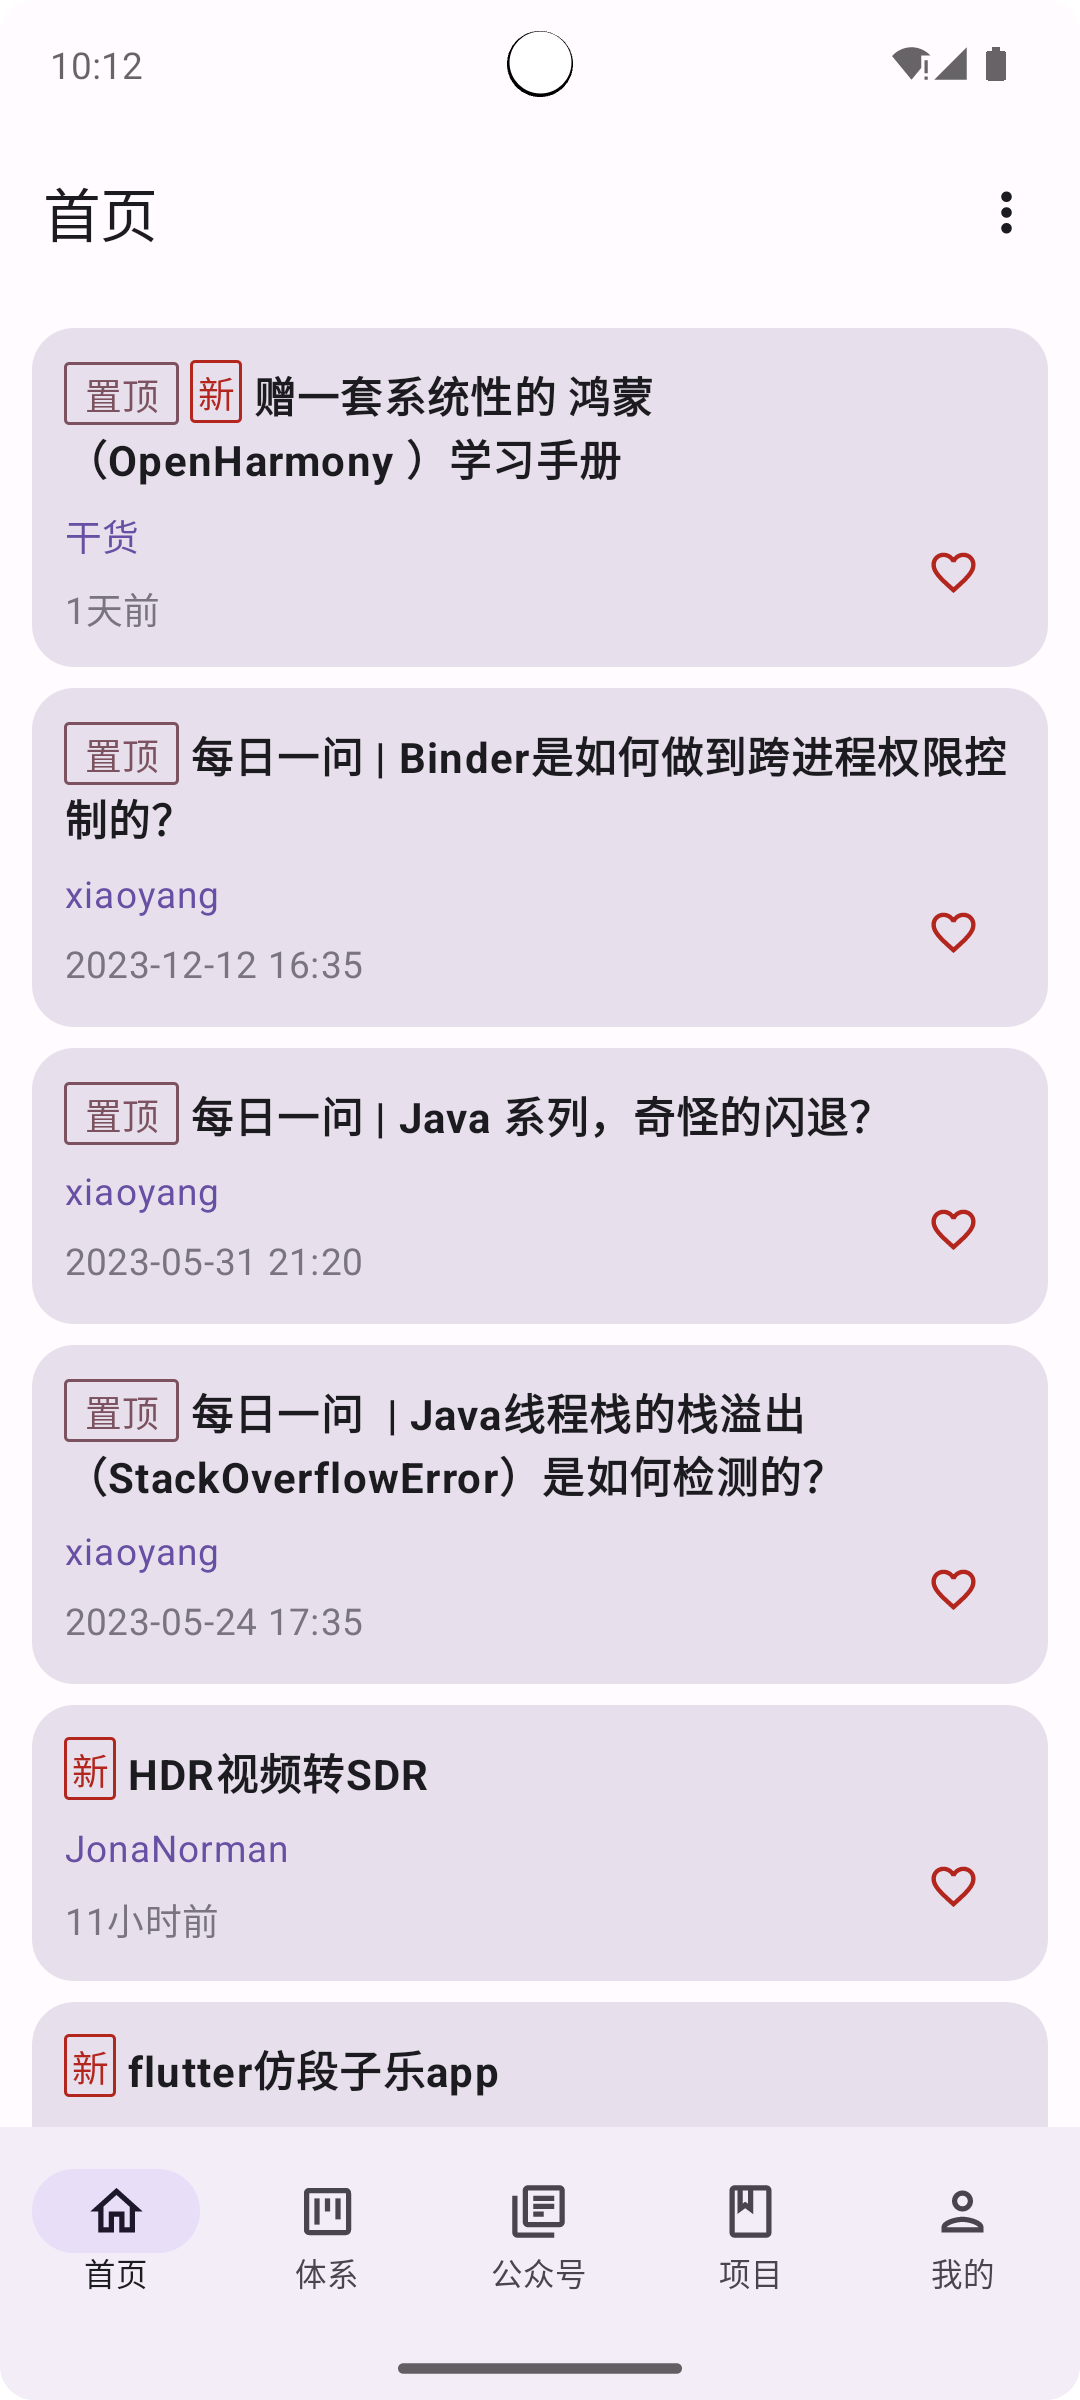 10:12
首页
置顶 新 赠一套系统性的 鸿蒙
（OpenHarmony ）学习手册
干货
1天前
置顶 每日一问 | Binder是如何做到跨进程权限控
制的？
xiaoyang
2023-12-12 16:35
置顶 每日一问 | Java 系列，奇怪的闪退？
xiaoyang
2023-05-31 21:20
置顶 每日一问  | Java线程栈的栈溢出
（StackOverflowError）是如何检测的？
xiaoyang
2023-05-24 17:35
新 HDR视频转SDR
JonaNorman
11小时前
新 flutter仿段子乐app
首页 体系 公众号 项目 我的